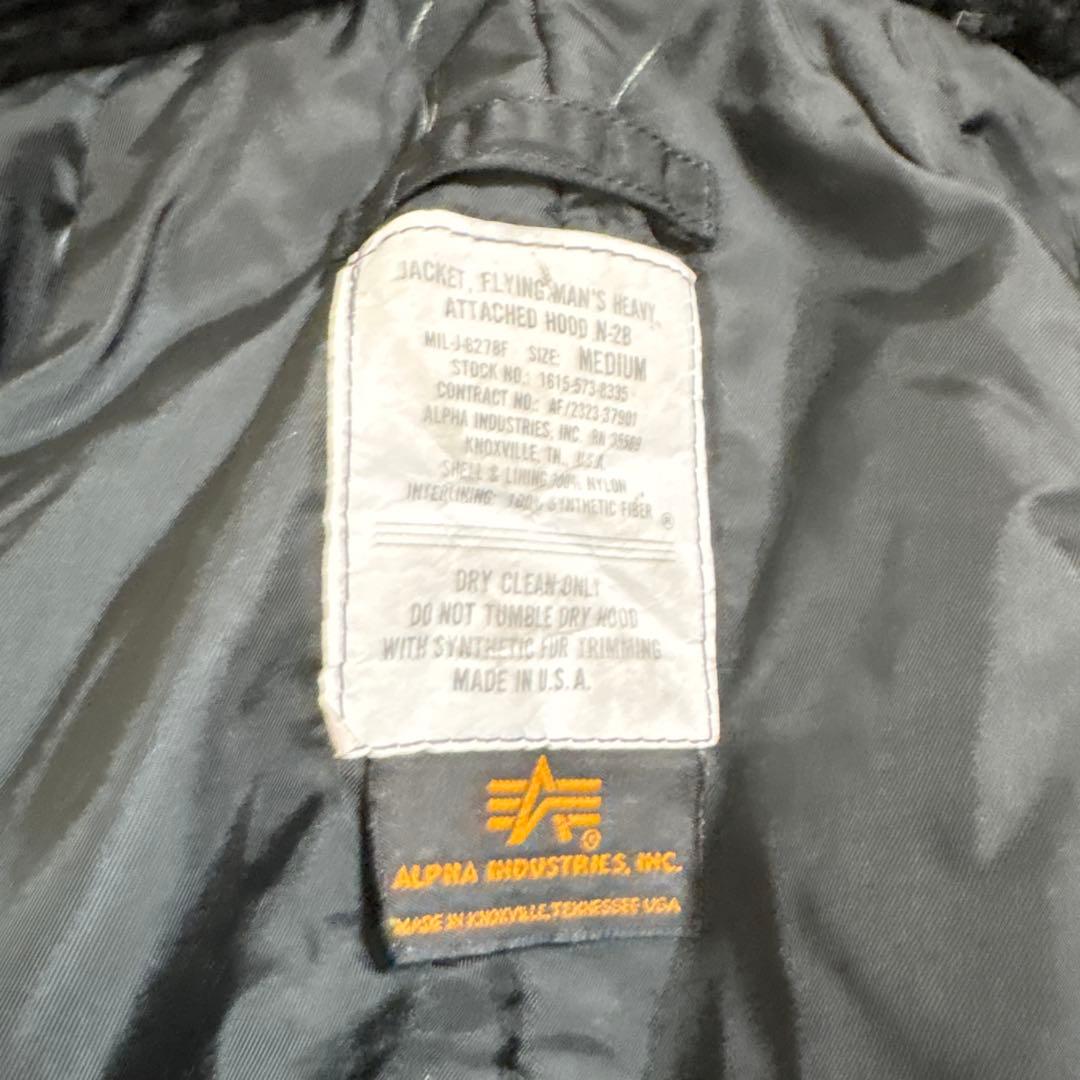 JACKET, FLYING MAN'S HEAVY,
ATTACHED HOOD N-2B
MIL-J-6278F SIZE: MEDIUM
STOCK NO.: 1615-573-8335
CONTRACT NO.: AF/2323-37901
ALPHA INDUSTRIES, INC. RN 35589
KNOXVILLE, TN., U.S.A.
SHELL & LINING 100% NYLON
INTERLINING: 100% SYNTHETIC FIBER ®
DRY CLEAN ONLY
DO NOT TUMBLE DRY HOOD
WITH SYNTHETIC FUR TRIMMING
MADE IN U.S.A.
©
ALPHA INDUSTRIES, INC.
"MADE IN KNOXVILLE, TENNESSEE USA